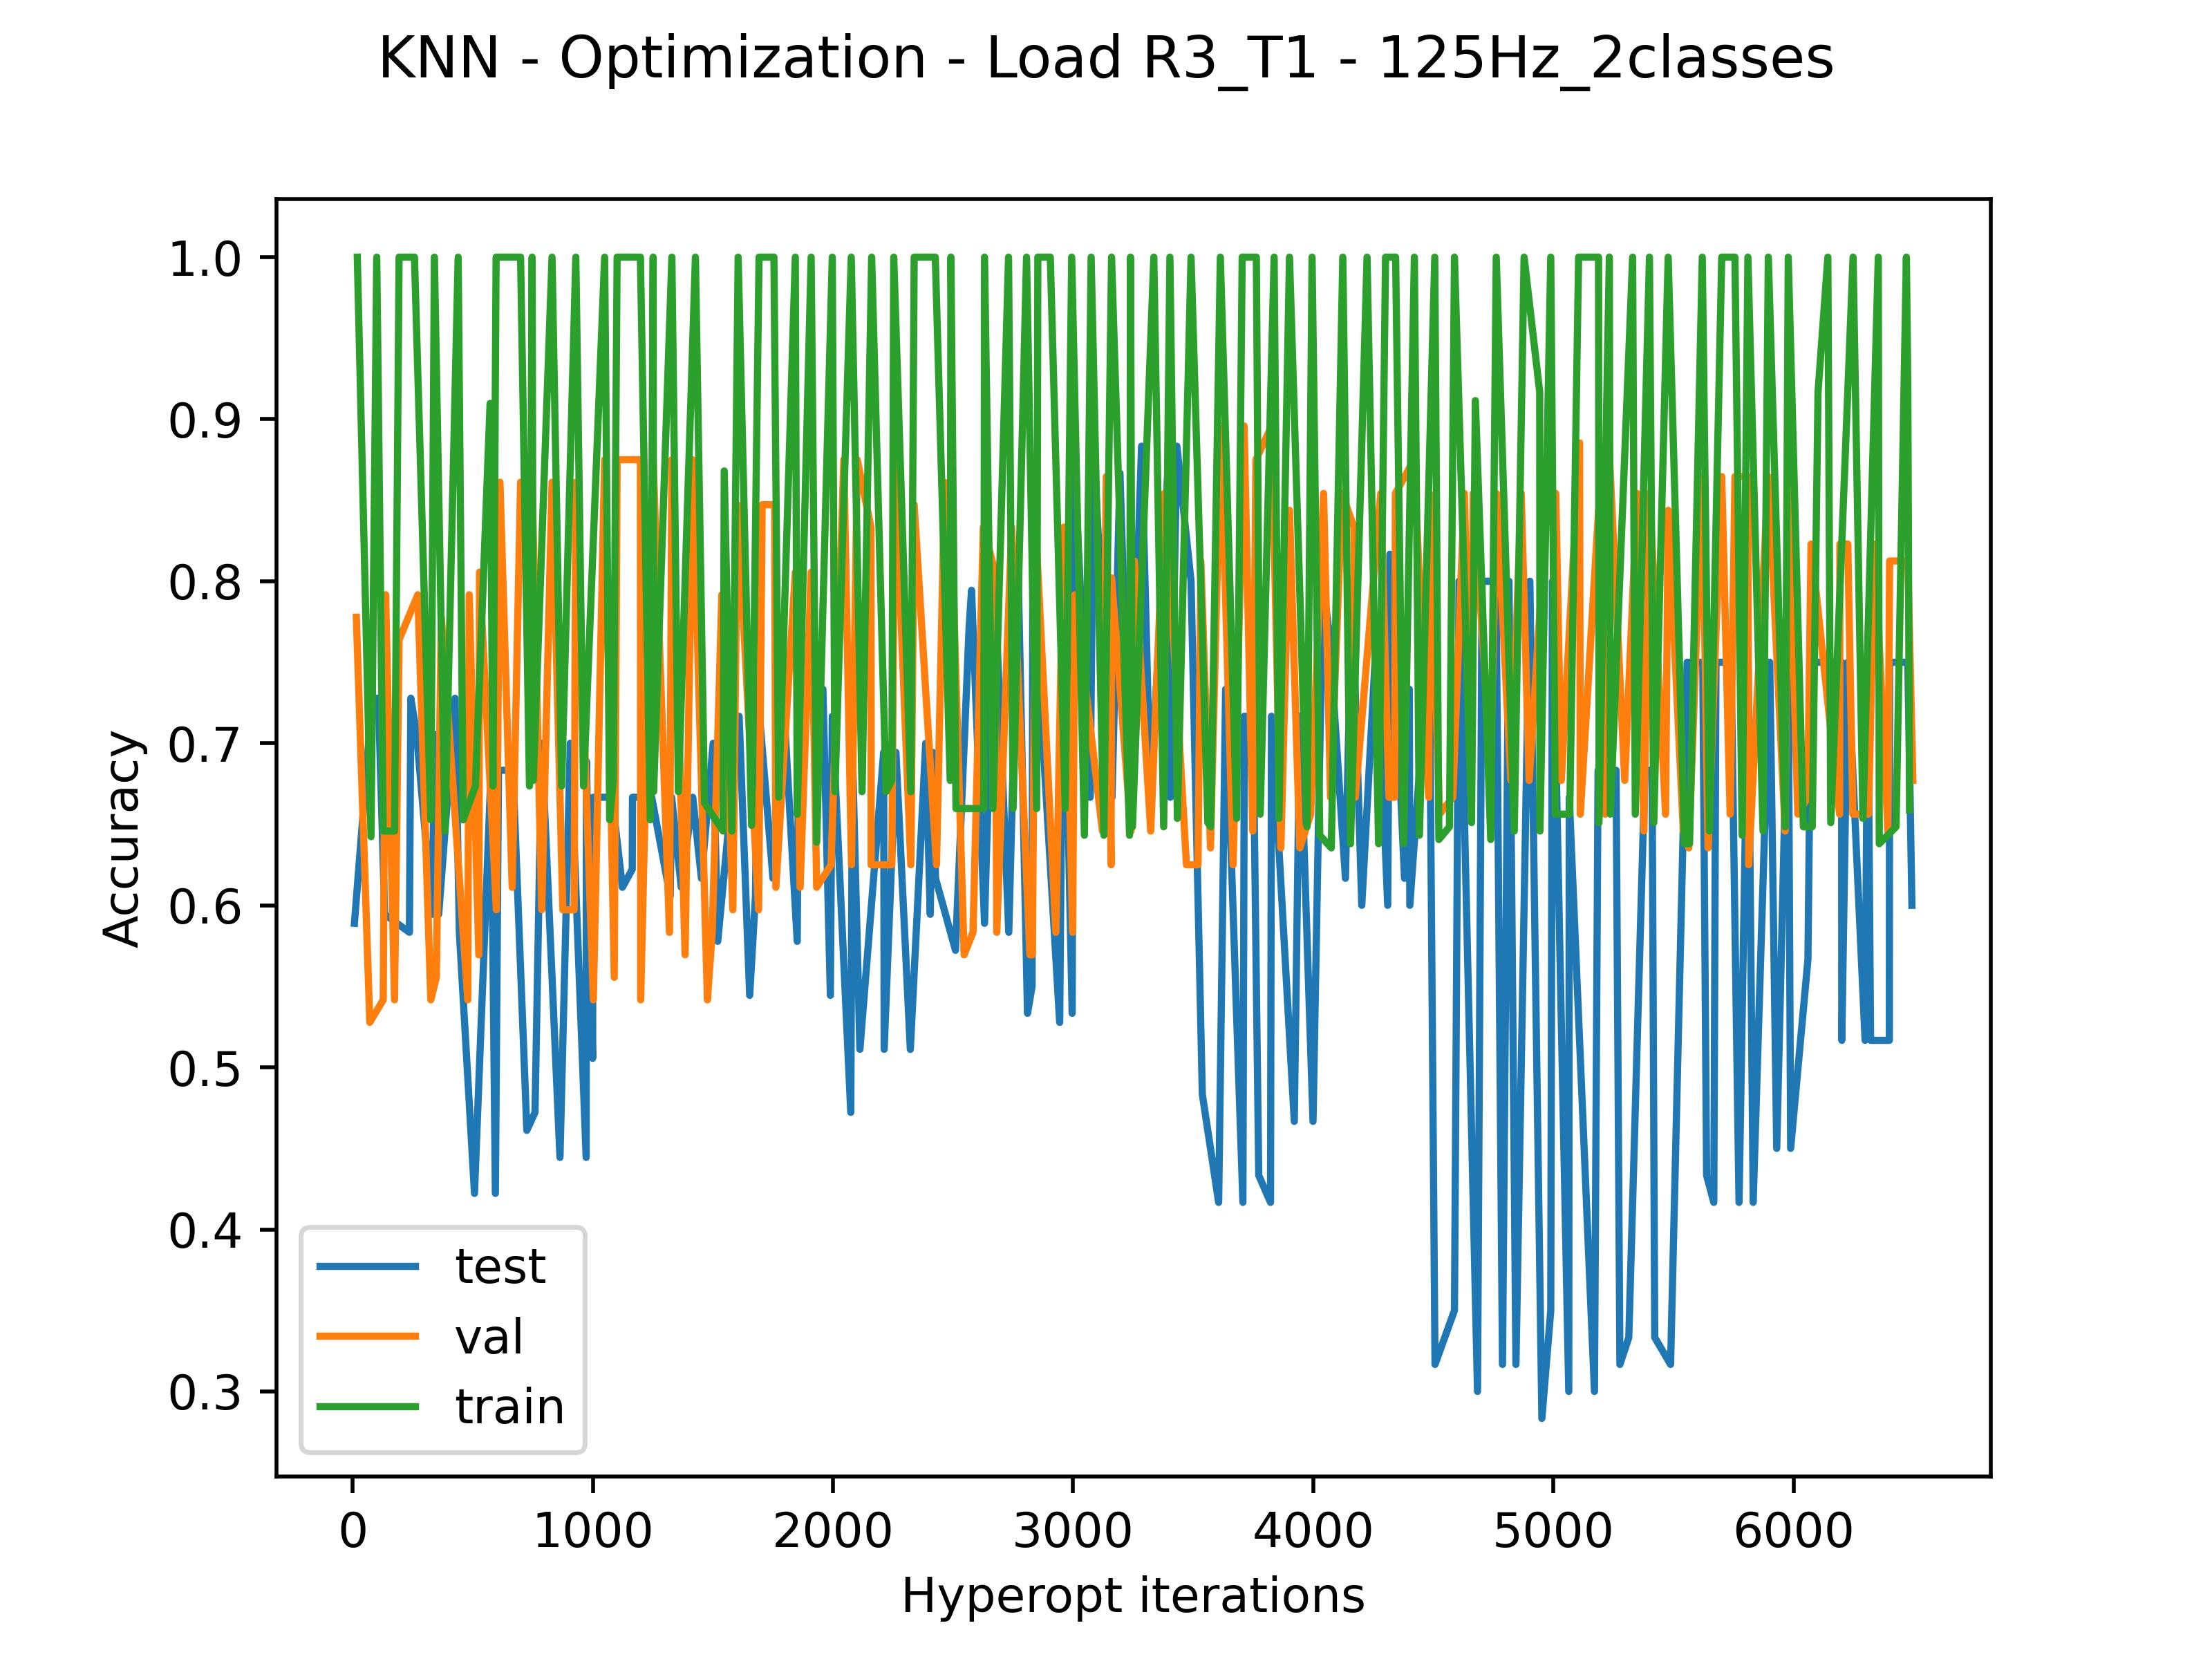 KNN - Optimization - Load R3_T1 - 125Hz_2classes
1.0
0.9
0.8
0.7
0.6
0.5
0.4
0.3
Accuracy
test
val
train
0 1000 2000 3000 4000 5000 6000
Hyperopt iterations